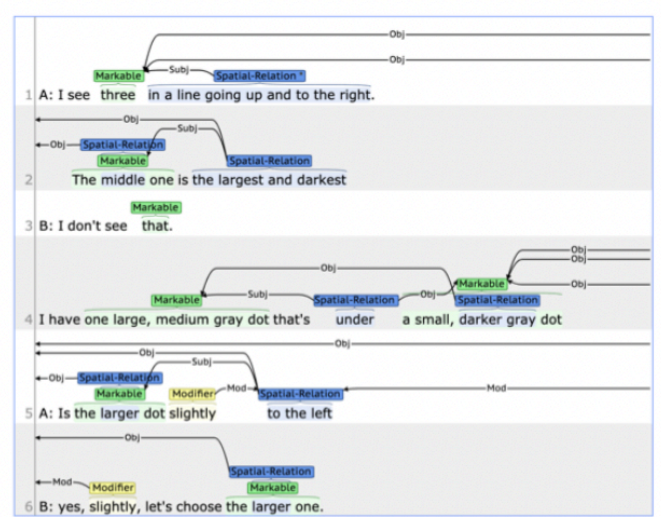 Obj
Obj
Markable Subj Spatial-Relation *
1 A: I see three in a line going up and to the right.
Obj
Subj
Obj Spatial-Relation
Markable Spatial-Relation
2 The middle one is the largest and darkest
Markable
3 B: I don't see that.
Obj
Obj
Obj
Markable Obj
Markable Subj Spatial-Relation Obj Spatial-Relation
4 I have one large, medium gray dot that's under a small, darker gray dot
Obj
Obj
Subj
Obj Spatial-Relation
Markable Modifier Mod Spatial-Relation Mod
5 A: Is the larger dot slightly to the left
Obj
Spatial-Relation
Mod Modifier Markable
6 B: yes, slightly, let's choose the larger one.